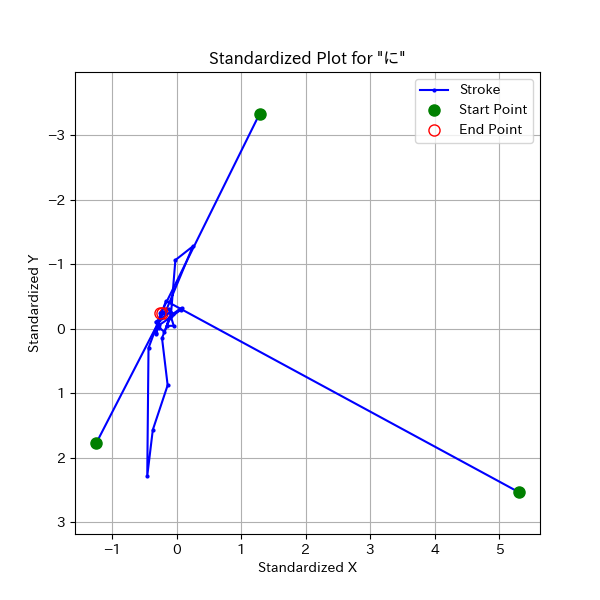 Standardized Plot for "に"
Stroke
Start Point
End Point
Standardized Y
−3
−2
−1
0
1
2
3
−1 0 1 2 3 4 5
Standardized X